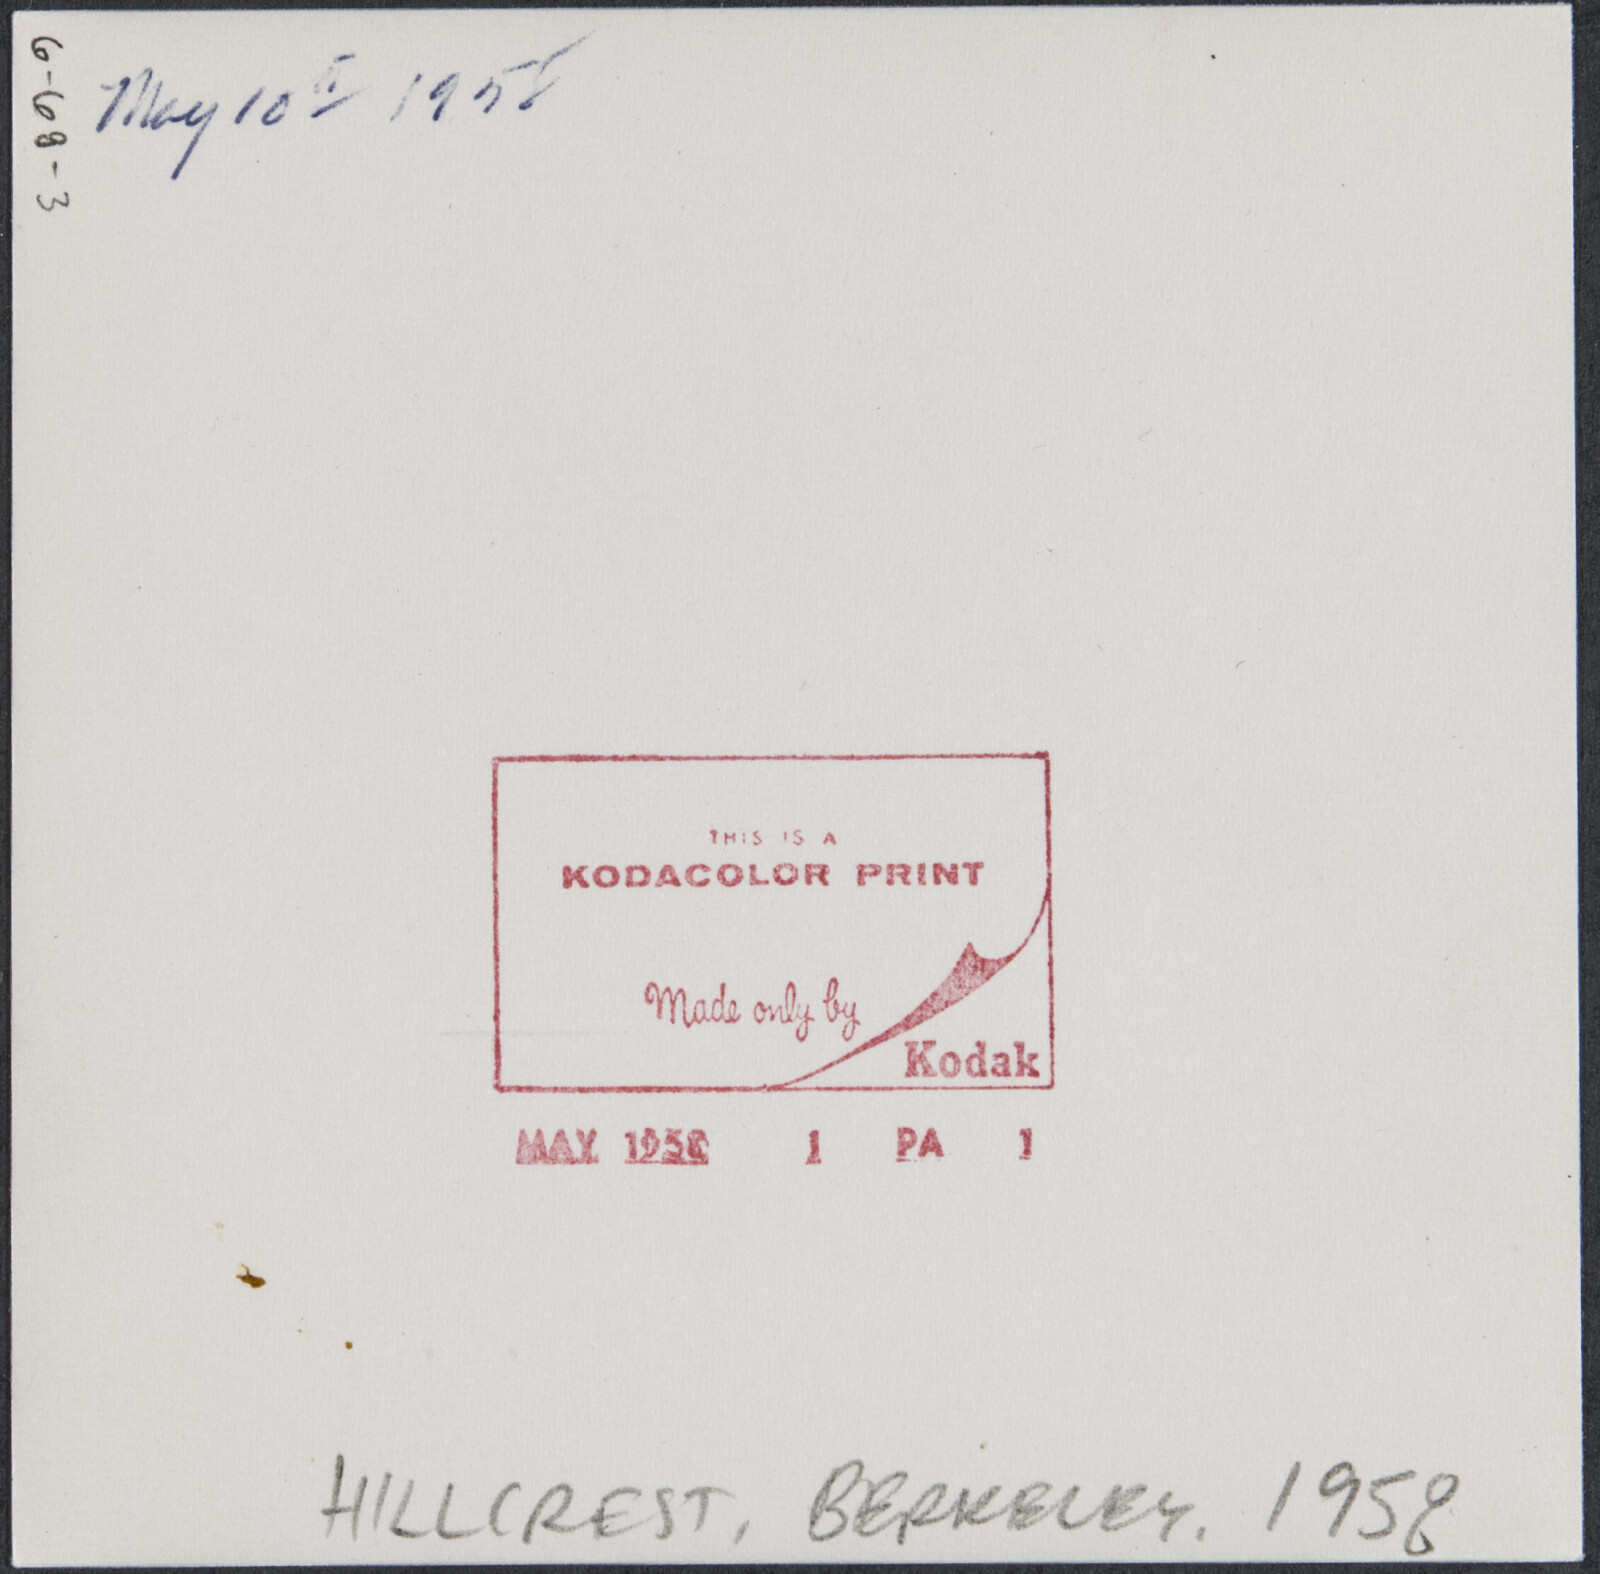 6-68-3
May 10th 1958
THIS IS A
KODACOLOR PRINT
Made only by
Kodak
MAY 1958 1 PA 1
HILLCREST, BERKELEY. 1958